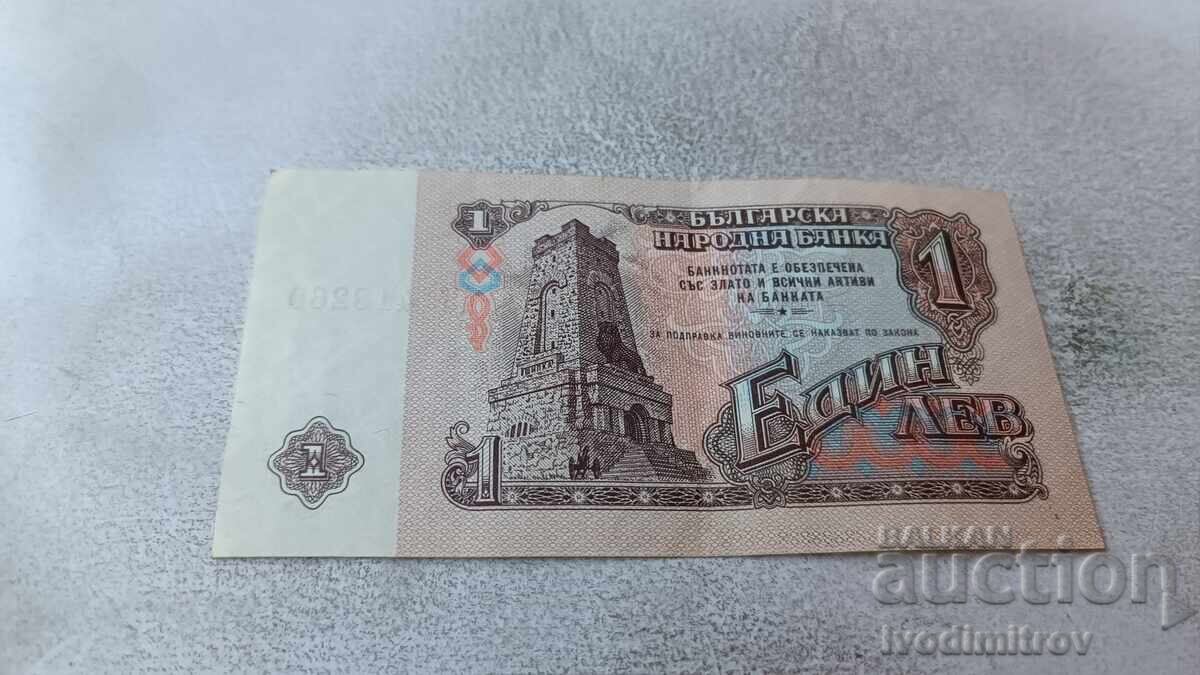 1
БЪЛГАРСКА
НАРОДНА БАНКА
БАНКНОТАТА Е ОБЕЗПЕЧЕНА
СЪС ЗЛАТО И ВСИЧКИ АКТИВИ
НА БАНКАТА
ЗА ПОДПРАВКА ВИНОВНИТЕ СЕ НАКАЗВАТ ПО ЗАКОНА
1
ЕДИН
ЛЕВ
1
1
BALKAN
auction
ivodimitrov